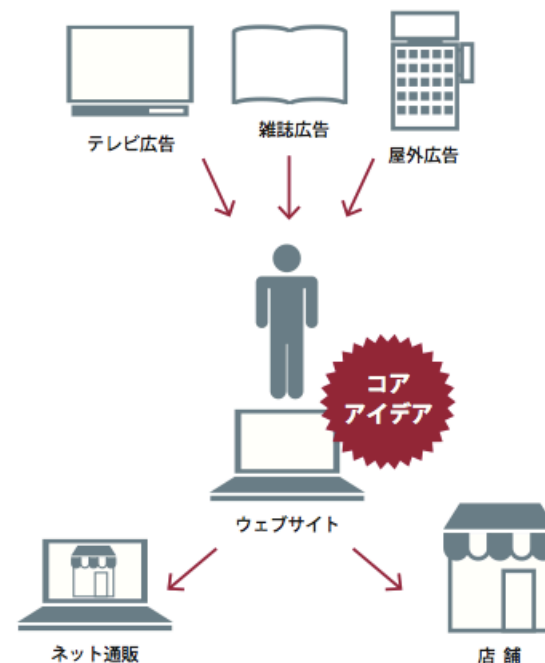 テレビ広告
雑誌広告
屋外広告
コア
アイデア
ウェブサイト
ネット通販
店舗